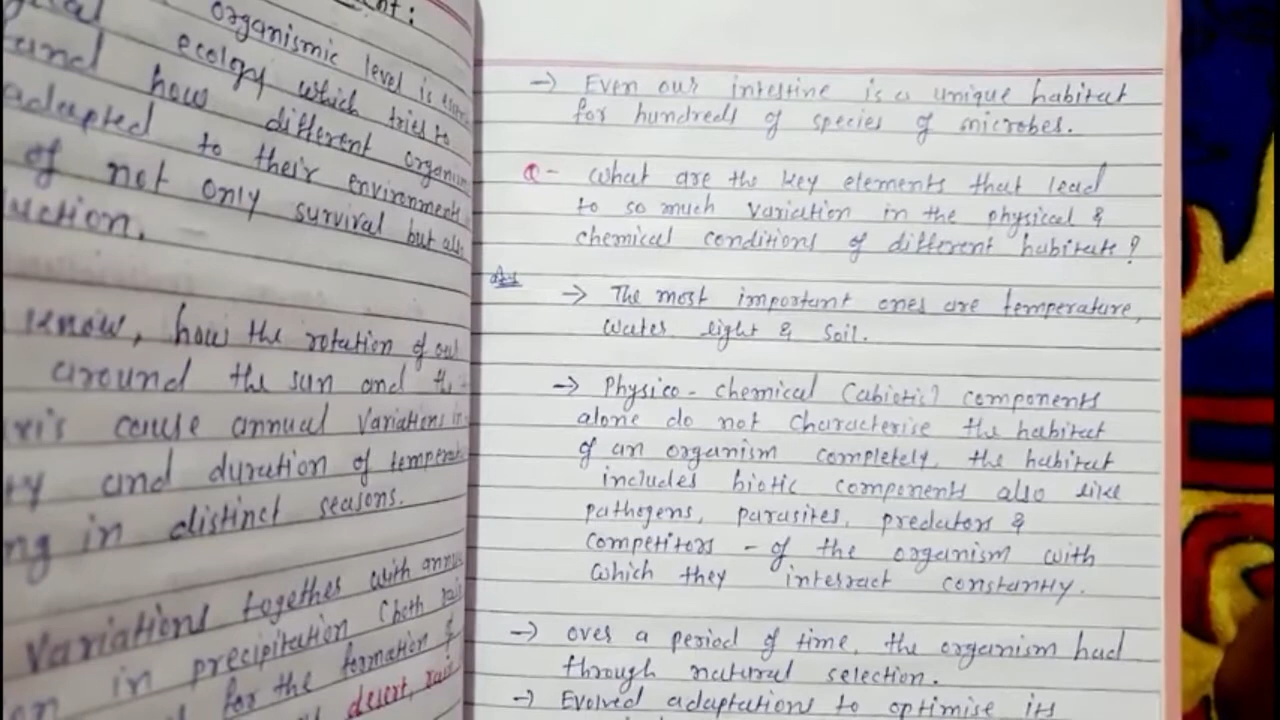 organismic level is
ecology which tries to
how different
adapted to their environments
of not only survival but also
know, how the rotation of our
around the sun and the
cause annual variations in
and duration of
in distinct seasons.
Variations together with
in precipitation (both
for the formation of
desert, rain
→ Even our intestine is a unique habitat
for hundreds of species of microbes.
Q- What are the key elements that lead
to so much variation in the physical &
chemical conditions of different habitats?
→ The most important ones are temperature,
water light & soil.
→ Physico-chemical (abiotic) components
alone do not characterise the habitat
of an organism completely. the habitat
includes biotic components also like
pathogens, parasites, predators &
competitors - of the organism with
which they interract constantly.
→ over a period of time, the organism had
through natural selection.
→ Evolved adaptations to optimise its